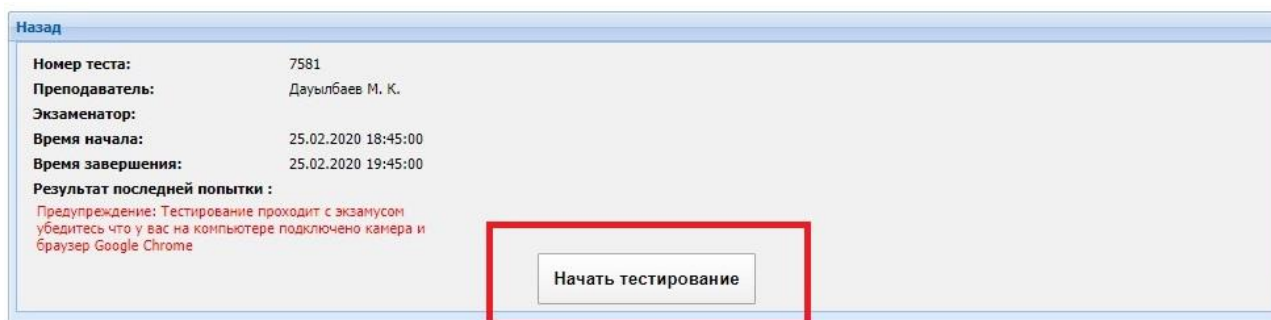 Назад
Номер теста: 7581
Преподаватель: Дауылбаев М. К.
Экзаменатор:
Время начала: 25.02.2020 18:45:00
Время завершения: 25.02.2020 19:45:00
Результат последней попытки :
Предупреждение: Тестирование проходит с экзамусом
убедитесь что у вас на компьютере подключено камера и
браузер Google Chrome
Начать тестирование